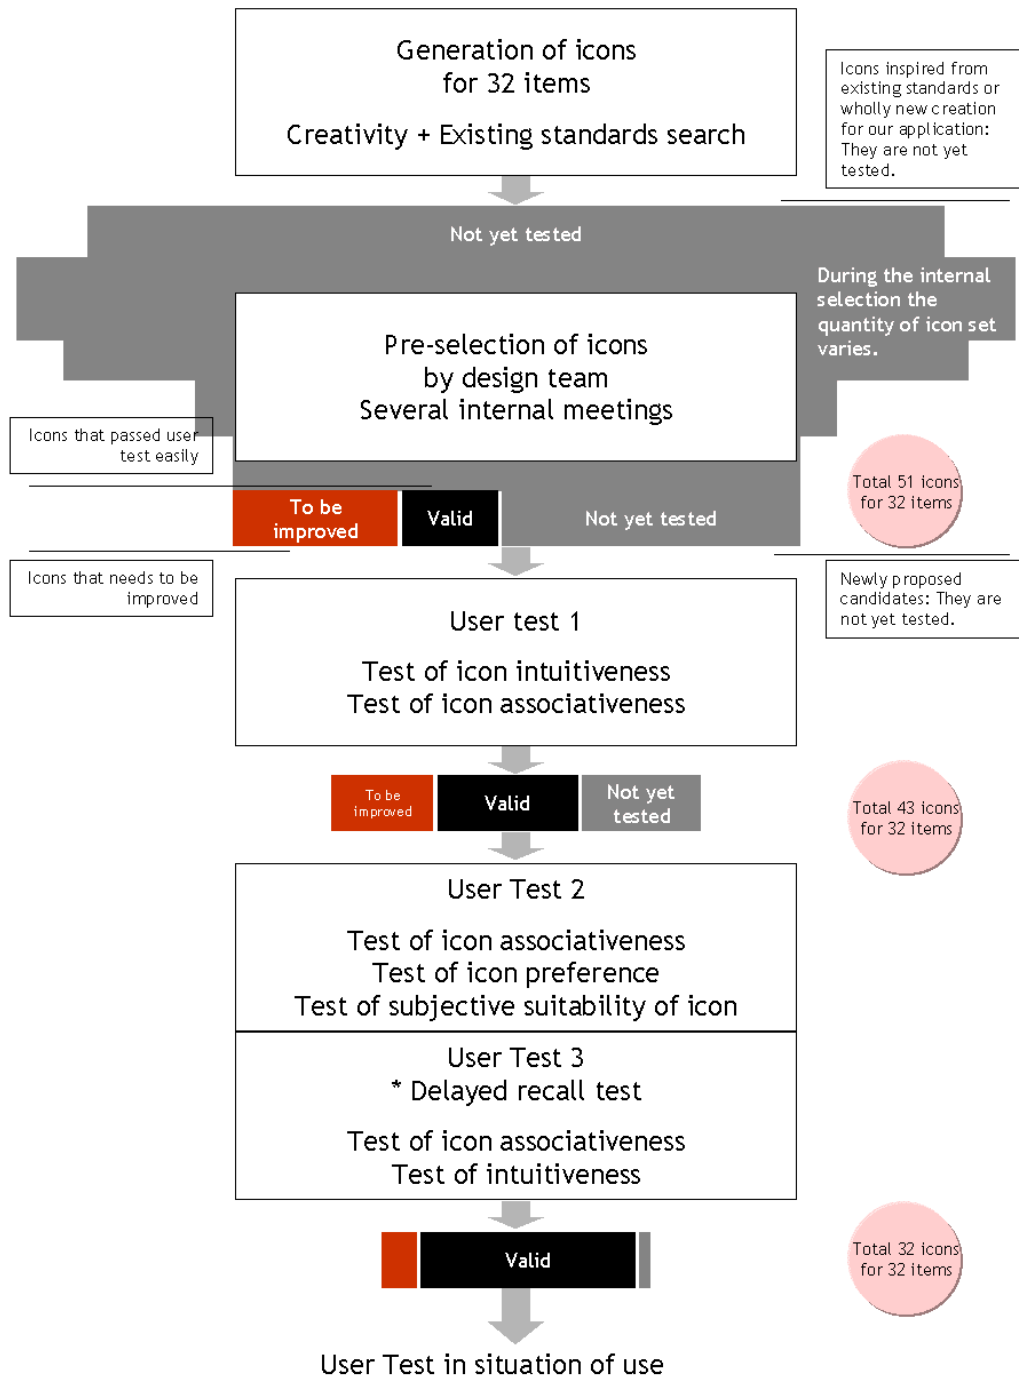 Generation of icons
for 32 items
Creativity + Existing standards search
Icons inspired from
existing standards or
wholly new creation
for our application:
They are not yet
tested.
Not yet tested
During the internal
selection the
quantity of icon set
varies.
Pre-selection of icons
by design team
Several internal meetings
Icons that passed user
test easily
Total 51 icons
for 32 items
To be
improved
Valid
Not yet tested
Icons that needs to be
improved
Newly proposed
candidates: They are
not yet tested.
User test 1
Test of icon intuitiveness
Test of icon associativeness
To be
improved
Valid
Not yet
tested
Total 43 icons
for 32 items
User Test 2
Test of icon associativeness
Test of icon preference
Test of subjective suitability of icon
User Test 3
* Delayed recall test
Test of icon associativeness
Test of intuitiveness
Valid
Total 32 icons
for 32 items
User Test in situation of use